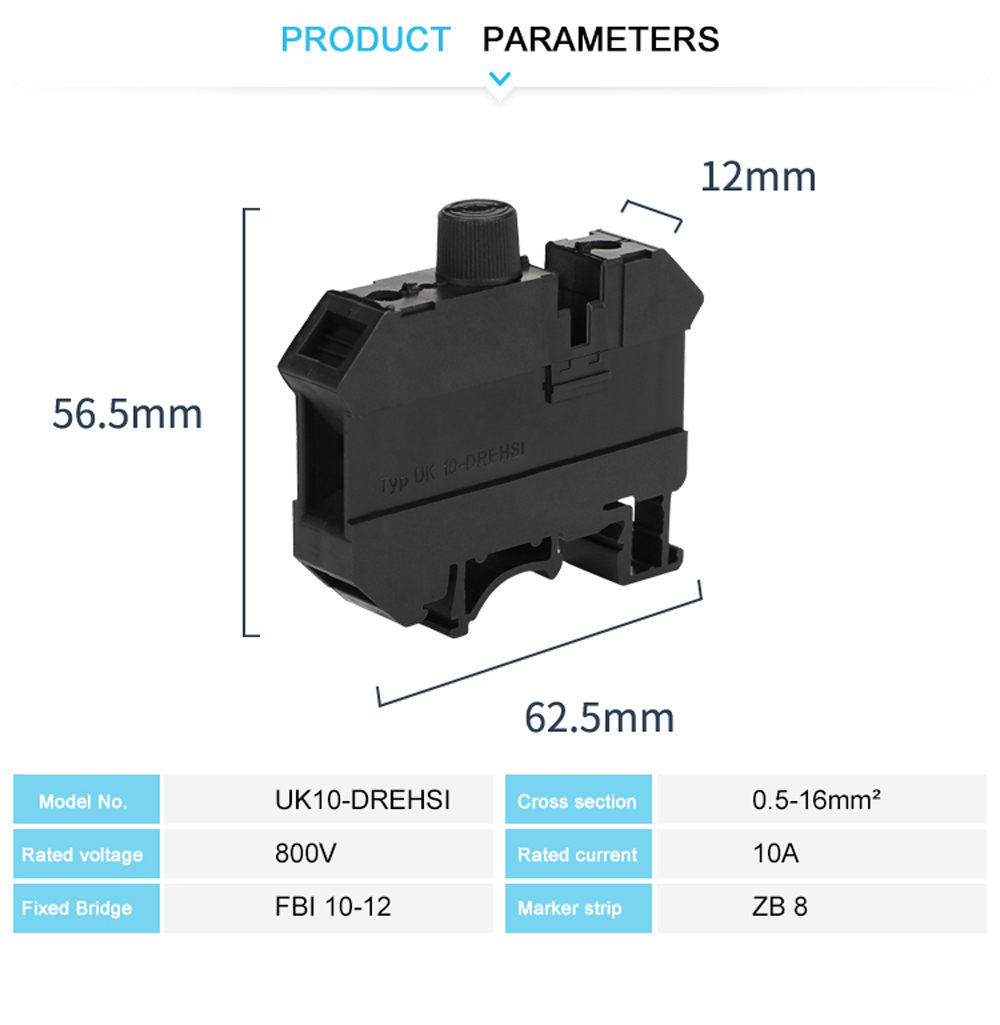 PRODUCT PARAMETERS
12mm
56.5mm
Typ UK 10-DREHSI
62.5mm
Model No. UK10-DREHSI Cross section 0.5-16mm²
Rated voltage 800V Rated current 10A
Fixed Bridge FBI 10-12 Marker strip ZB 8